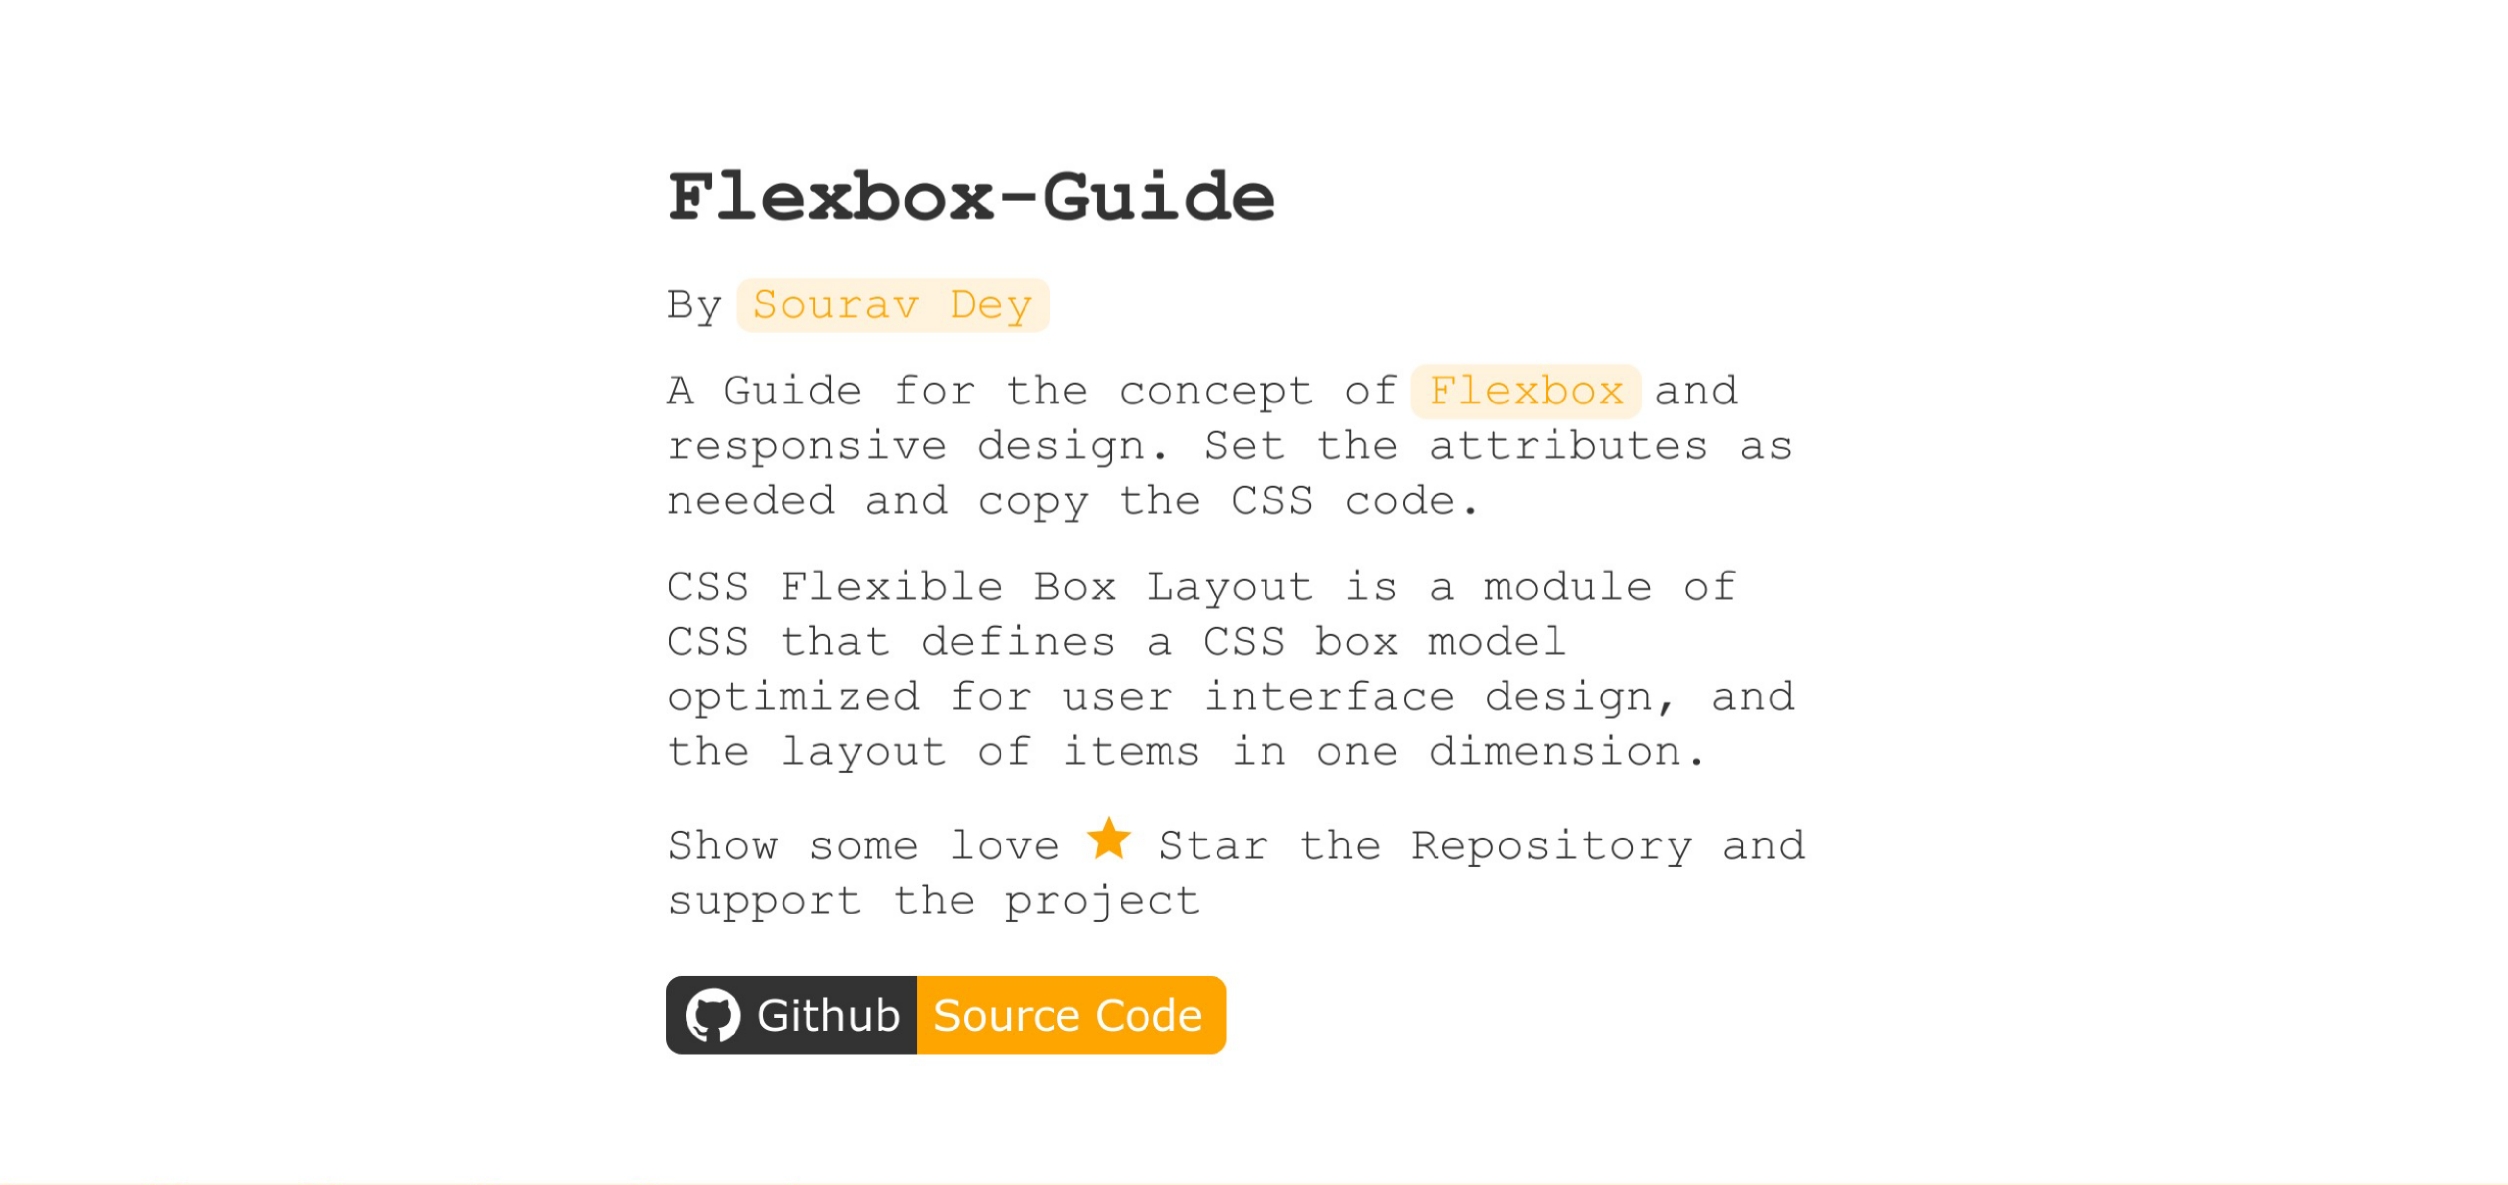 Flexbox-Guide
By Sourav Dey
A Guide for the concept of Flexbox and
responsive design. Set the attributes as
needed and copy the CSS code.
CSS Flexible Box Layout is a module of
CSS that defines a CSS box model
optimized for user interface design, and
the layout of items in one dimension.
Show some love Star the Repository and
support the project
Github Source Code